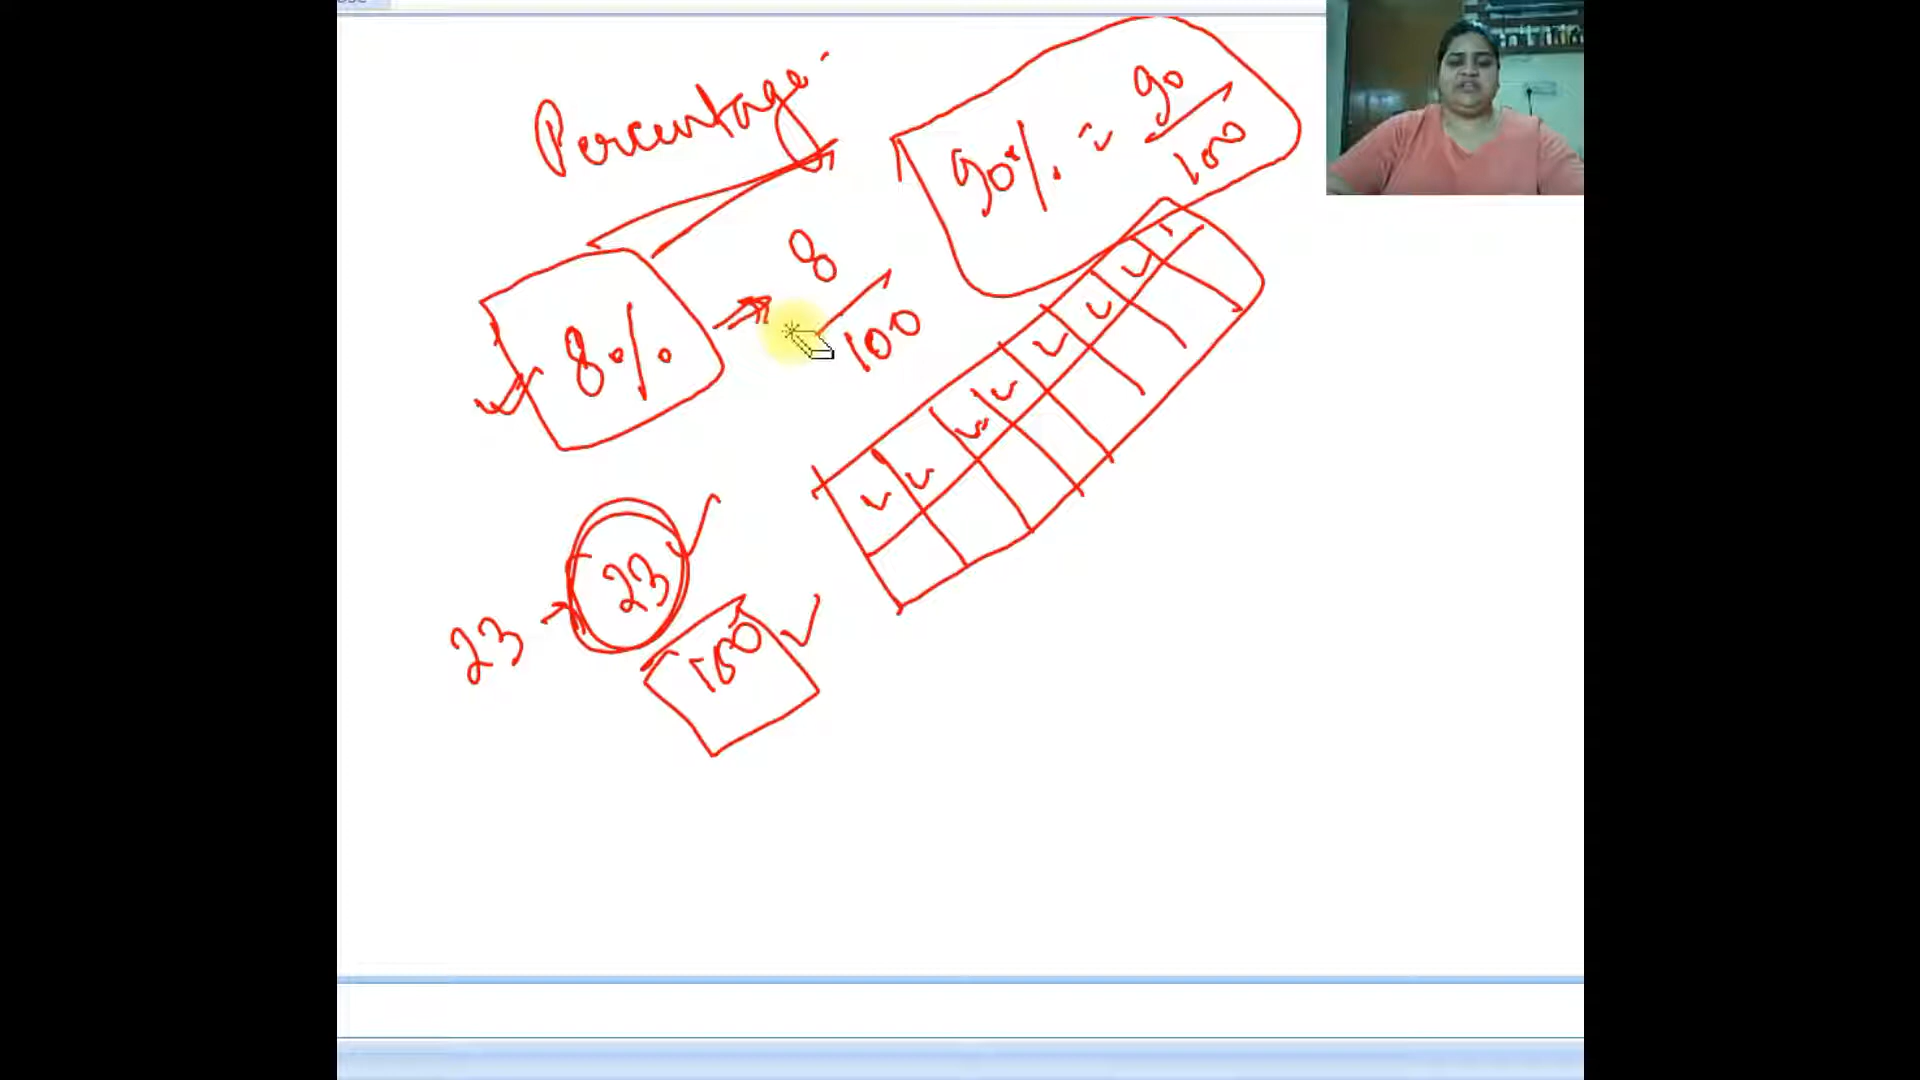 Percentage
90% = 90/100
8% ⇒ 8/100
23 → 23/100